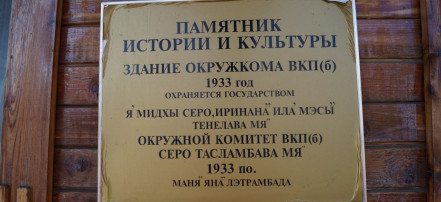 ПАМЯТНИК
ИСТОРИИ И КУЛЬТУРЫ
ЗДАНИЕ ОКРУЖКОМА ВКП(б)
1933 год
ОХРАНЯЕТСЯ ГОСУДАРСТВОМ
Я˝МИДХЫ СЕРО,ИРИНАНА˝ ИЛА˝ МЭСЫ˝
ТЕНЕЛАВА МЯ˝
ОКРУЖНОЙ КОМИТЕТ ВКП(б)
СЕРО ТАСЛАМБАВА МЯ˝
1933 по.
МАНЯ˝ ЯНА˝ ЛЭТРАМБАДА